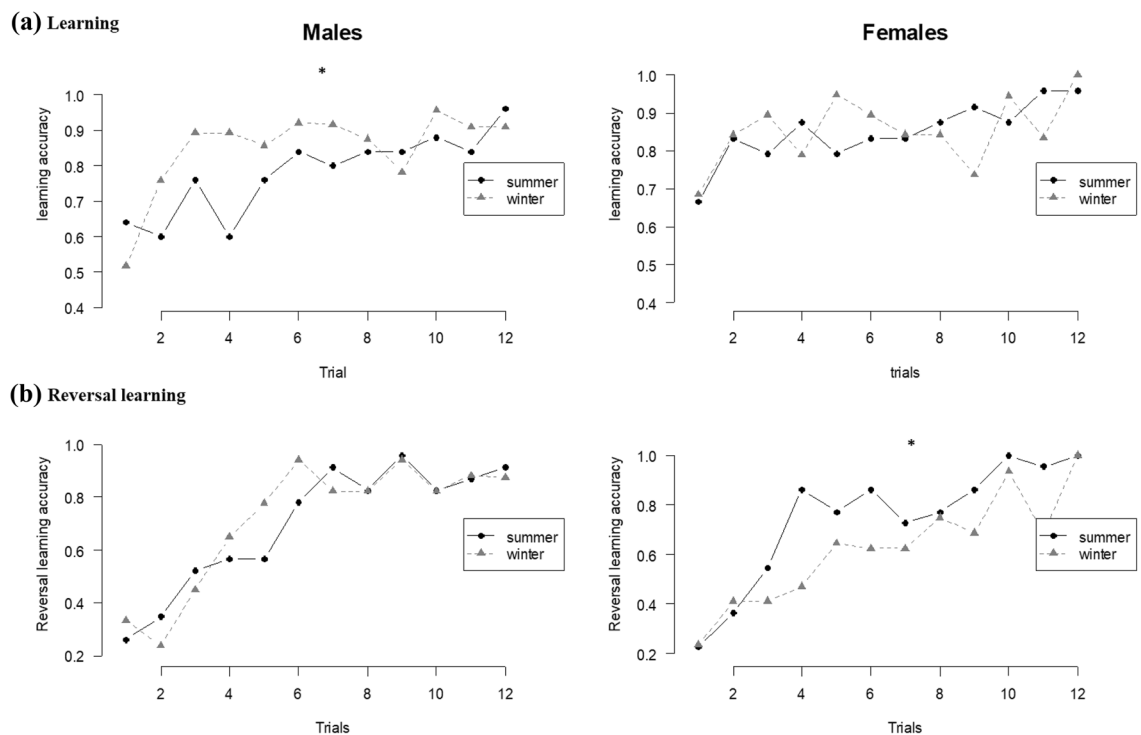 (a) Learning
Males
Females
*
learning accuracy
1.0
0.9
0.8
0.7
0.6
0.5
0.4
summer
winter
2 4 6 8 10 12
Trial
learning accuracy
1.0
0.9
0.8
0.7
0.6
0.5
0.4
summer
winter
2 4 6 8 10 12
trials
(b) Reversal learning
Reversal learning accuracy
1.0
0.8
0.6
0.4
0.2
summer
winter
2 4 6 8 10 12
Trials
*
Reversal learning accuracy
1.0
0.8
0.6
0.4
0.2
summer
winter
2 4 6 8 10 12
Trials